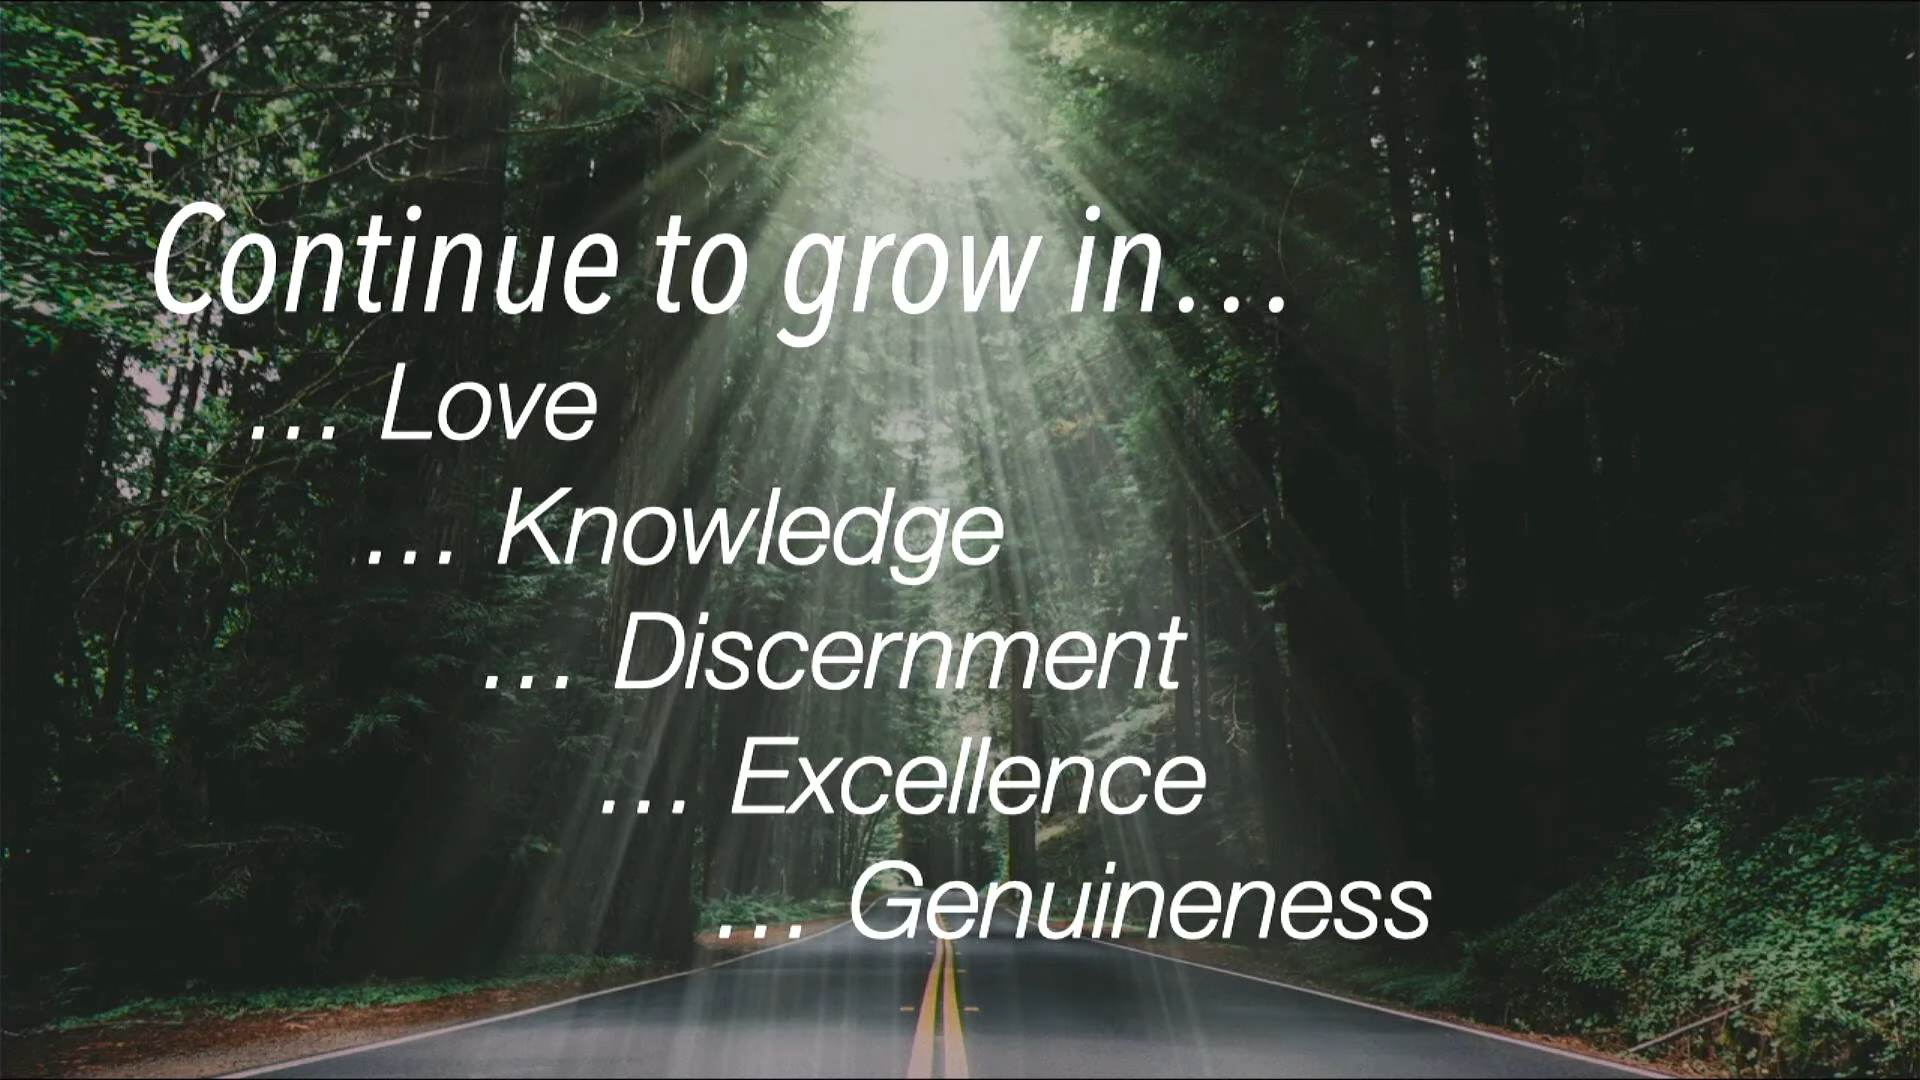 Continue to grow in...
... Love
... Knowledge
... Discernment
... Excellence
... Genuineness